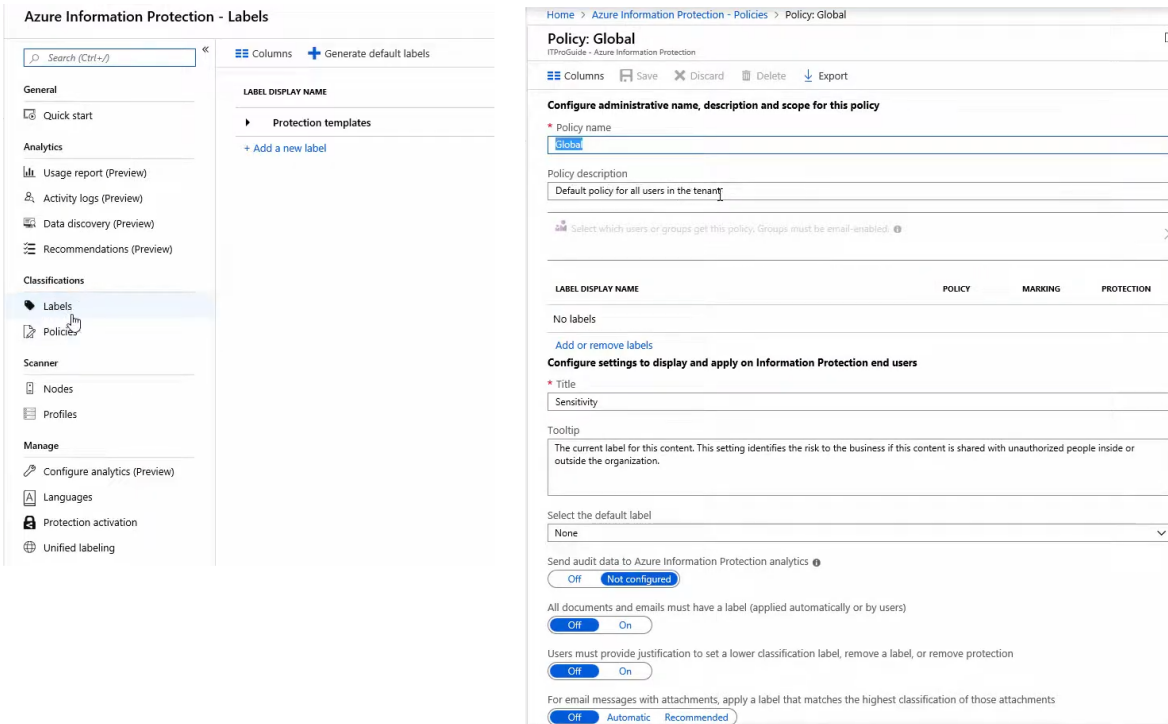 Azure Information Protection - Labels
Search (Ctrl+/)
«
General
Quick start
Analytics
Usage report (Preview)
Activity logs (Preview)
Data discovery (Preview)
Recommendations (Preview)
Classifications
Labels
Policies
Scanner
Nodes
Profiles
Manage
Configure analytics (Preview)
Languages
Protection activation
Unified labeling
Columns
Generate default labels
LABEL DISPLAY NAME
Protection templates
+ Add a new label
Home > Azure Information Protection - Policies > Policy: Global
Policy: Global
ITProGuide - Azure Information Protection
Columns Save Discard Delete Export
Configure administrative name, description and scope for this policy
* Policy name
Global
Policy description
Default policy for all users in the tenant
Select which users or groups get this policy. Groups must be email-enabled.
LABEL DISPLAY NAME POLICY MARKING PROTECTION
No labels
Add or remove labels
Configure settings to display and apply on Information Protection end users
* Title
Sensitivity
Tooltip
The current label for this content. This setting identifies the risk to the business if this content is shared with unauthorized people inside or
outside the organization.
Select the default label
None
Send audit data to Azure Information Protection analytics
Off Not configured
All documents and emails must have a label (applied automatically or by users)
Off On
Users must provide justification to set a lower classification label, remove a label, or remove protection
Off On
For email messages with attachments, apply a label that matches the highest classification of those attachments
Off Automatic Recommended